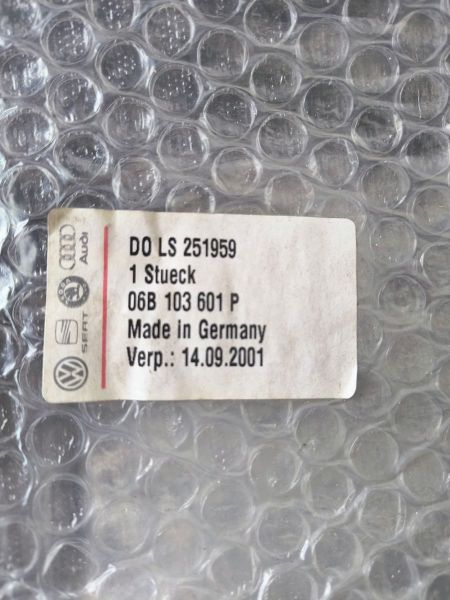 DO LS 251959
1 Stueck
06B 103 601 P
Made in Germany
Verp.: 14.09.2001
Audi
SEAT